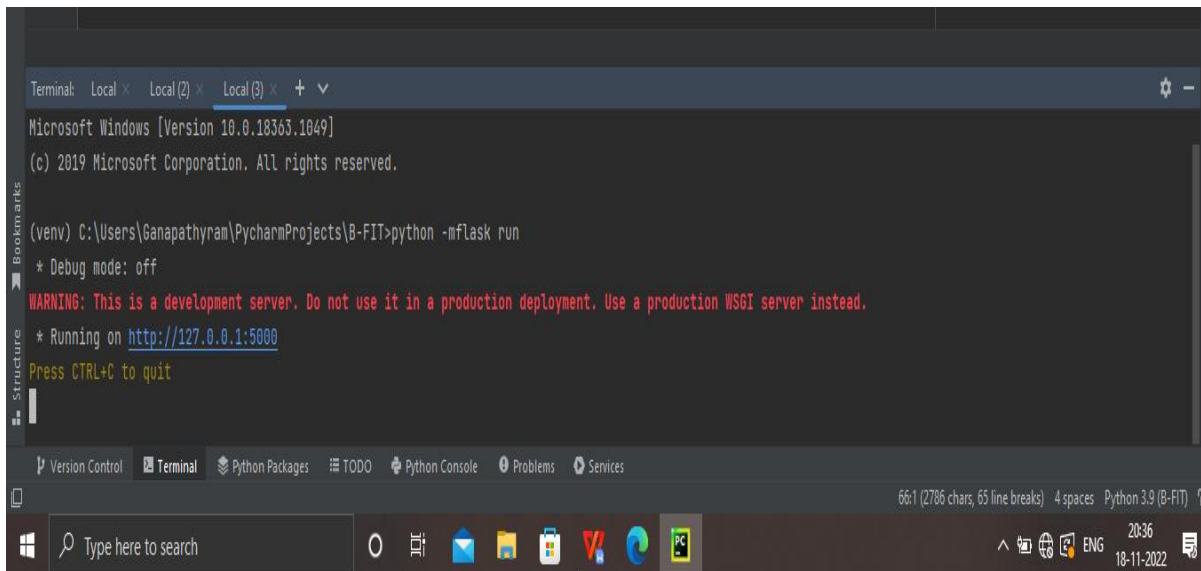 Terminal: Local × Local (2) × Local (3) × + ∨
Microsoft Windows [Version 10.0.18363.1049]
(c) 2019 Microsoft Corporation. All rights reserved.
(venv) C:\Users\Ganapathyram\PycharmProjects\B-FIT>python -mflask run
* Debug mode: off
WARNING: This is a development server. Do not use it in a production deployment. Use a production WSGI server instead.
* Running on http://127.0.0.1:5000
Press CTRL+C to quit
Bookmarks
Structure
Version Control Terminal Python Packages TODO Python Console Problems Services
66:1 (2786 chars, 65 line breaks) 4 spaces Python 3.9 (B-FIT)
Type here to search
PC
ENG
20:36
18-11-2022